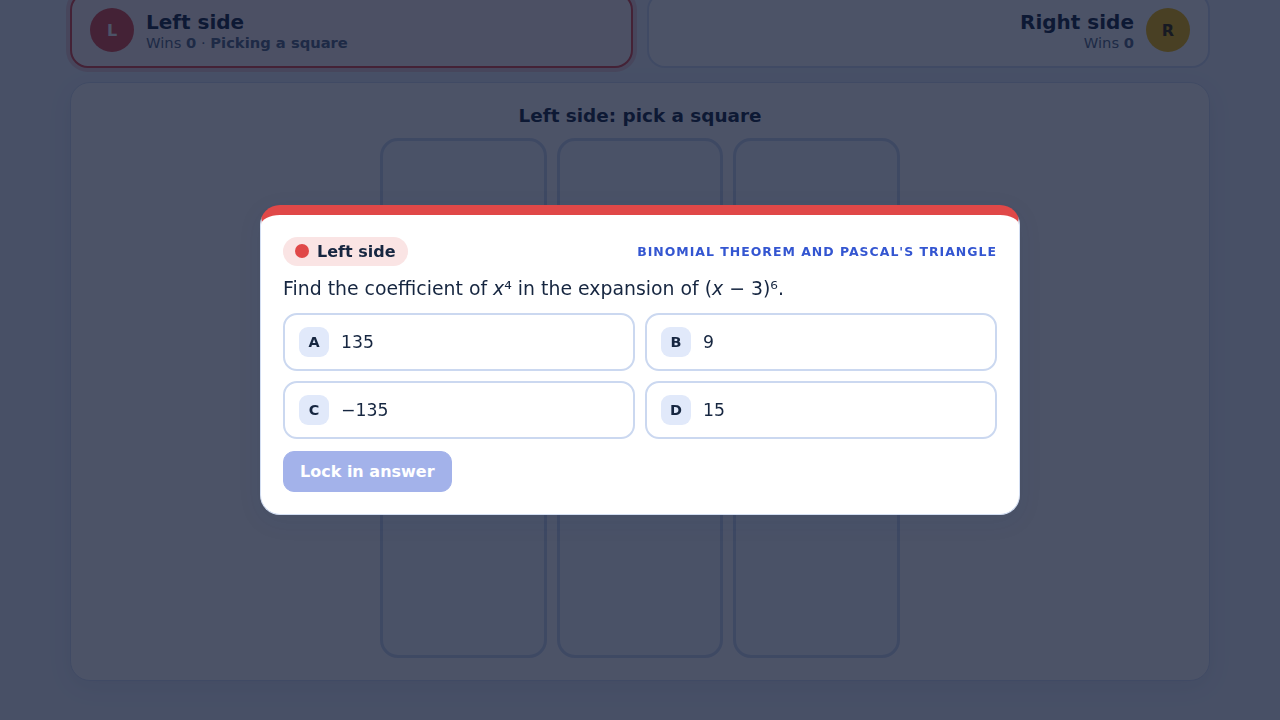 L
Left side
Wins 0 · Picking a square
Right side
Wins 0
R
Left side: pick a square
Left side
BINOMIAL THEOREM AND PASCAL'S TRIANGLE
Find the coefficient of x⁴ in the expansion of (x − 3)⁶.
A 135
B 9
C −135
D 15
Lock in answer